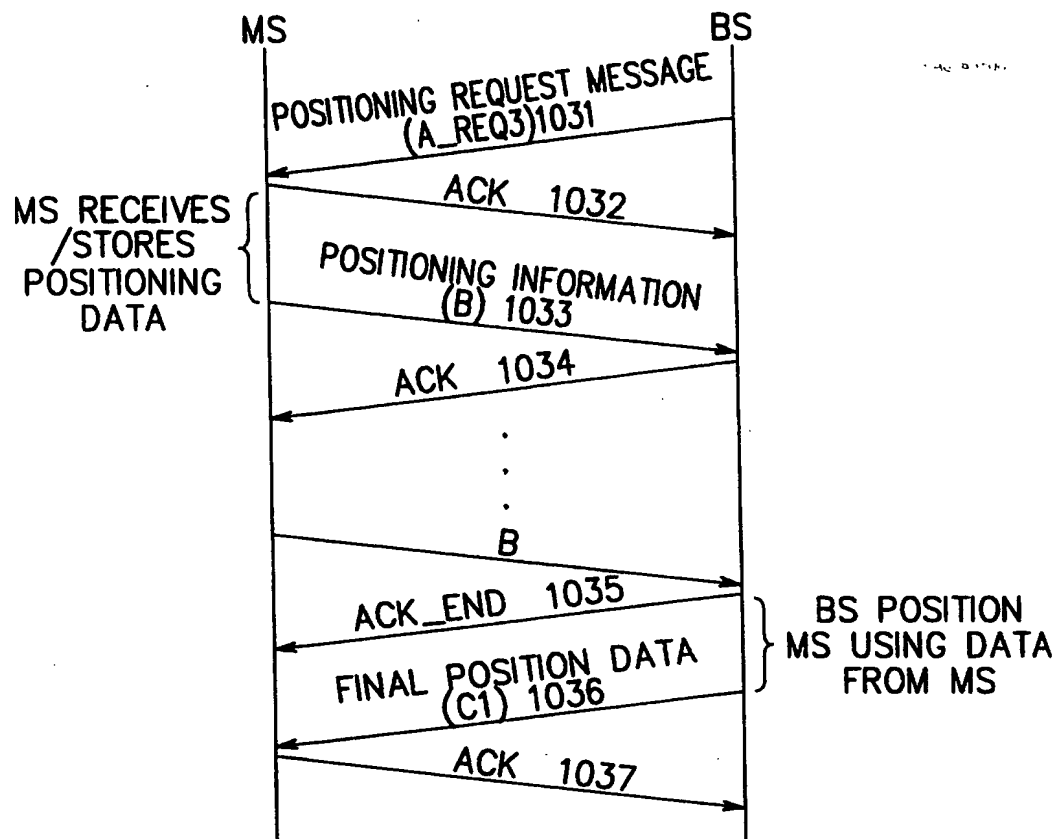 MS
BS
POSITIONING REQUEST MESSAGE
(A_REQ3)1031
ACK 1032
MS RECEIVES
/STORES
POSITIONING
DATA
POSITIONING INFORMATION
(B) 1033
ACK 1034
B
ACK_END 1035
BS POSITION
MS USING DATA
FROM MS
FINAL POSITION DATA
(C1) 1036
ACK 1037